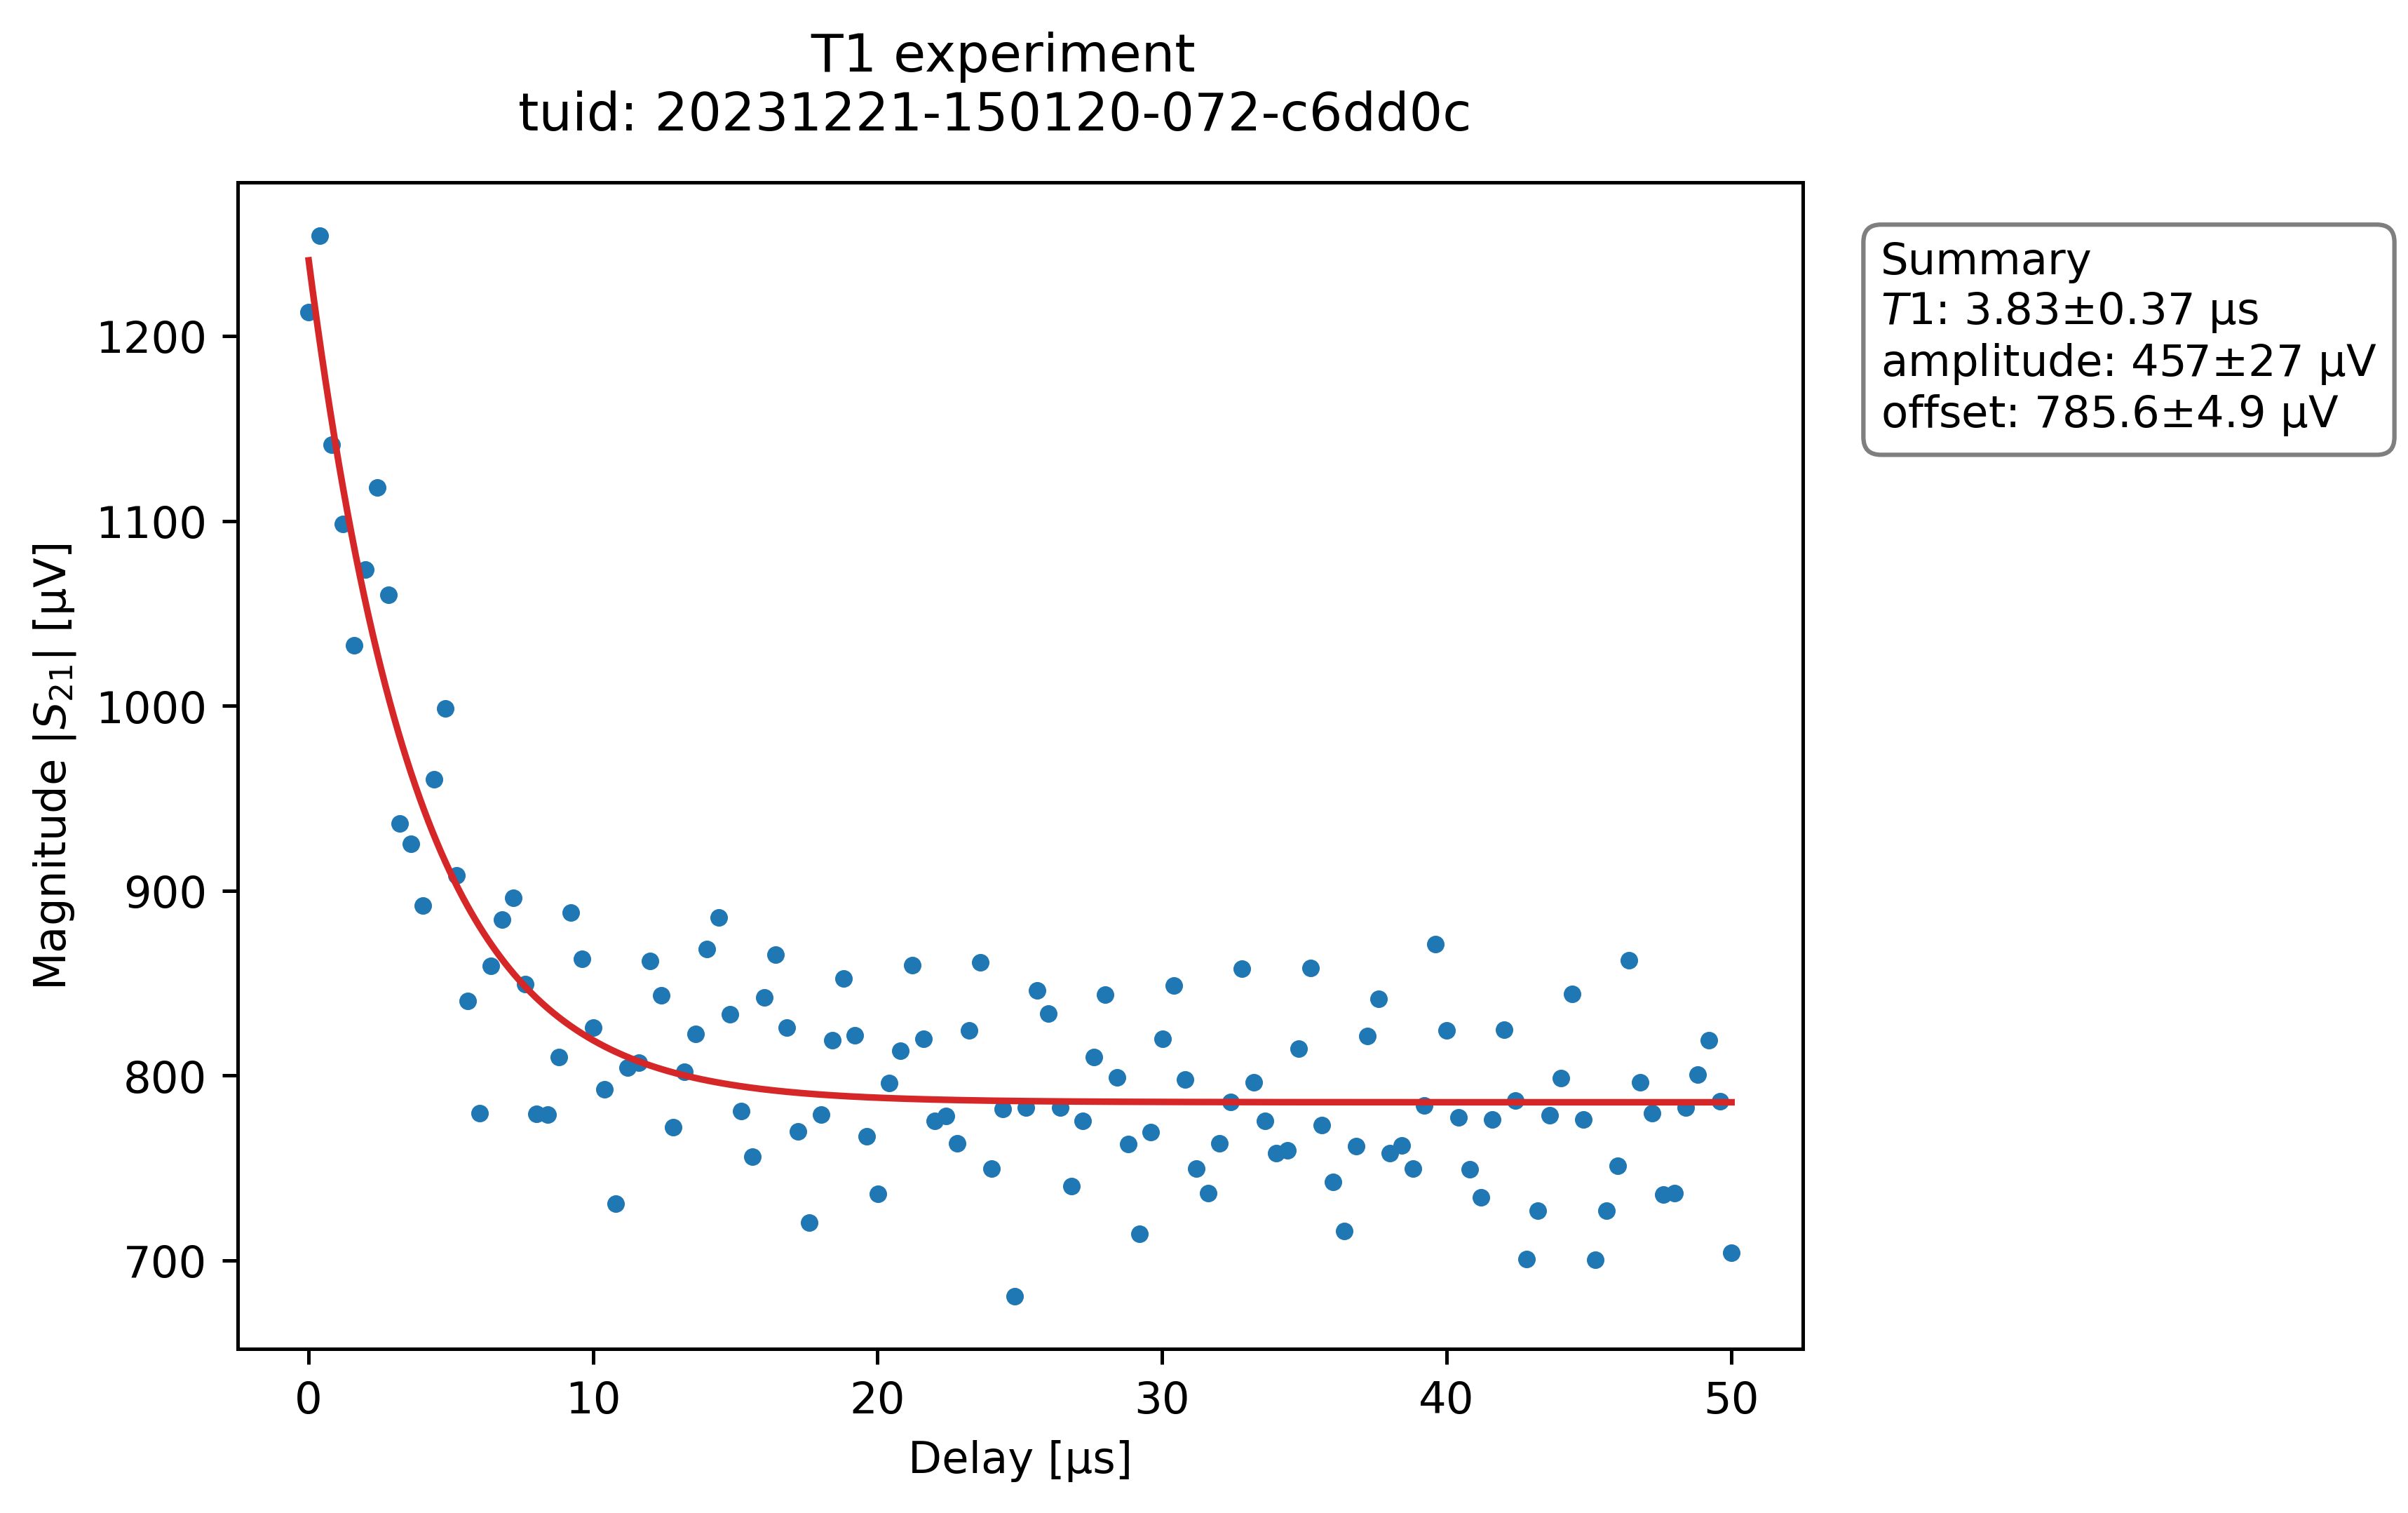 T1 experiment
tuid: 20231221-150120-072-c6dd0c
Summary
T1: 3.83±0.37 µs
amplitude: 457±27 µV
offset: 785.6±4.9 µV
Magnitude |S21| [µV]
1200
1100
1000
900
800
700
0 10 20 30 40 50
Delay [µs]